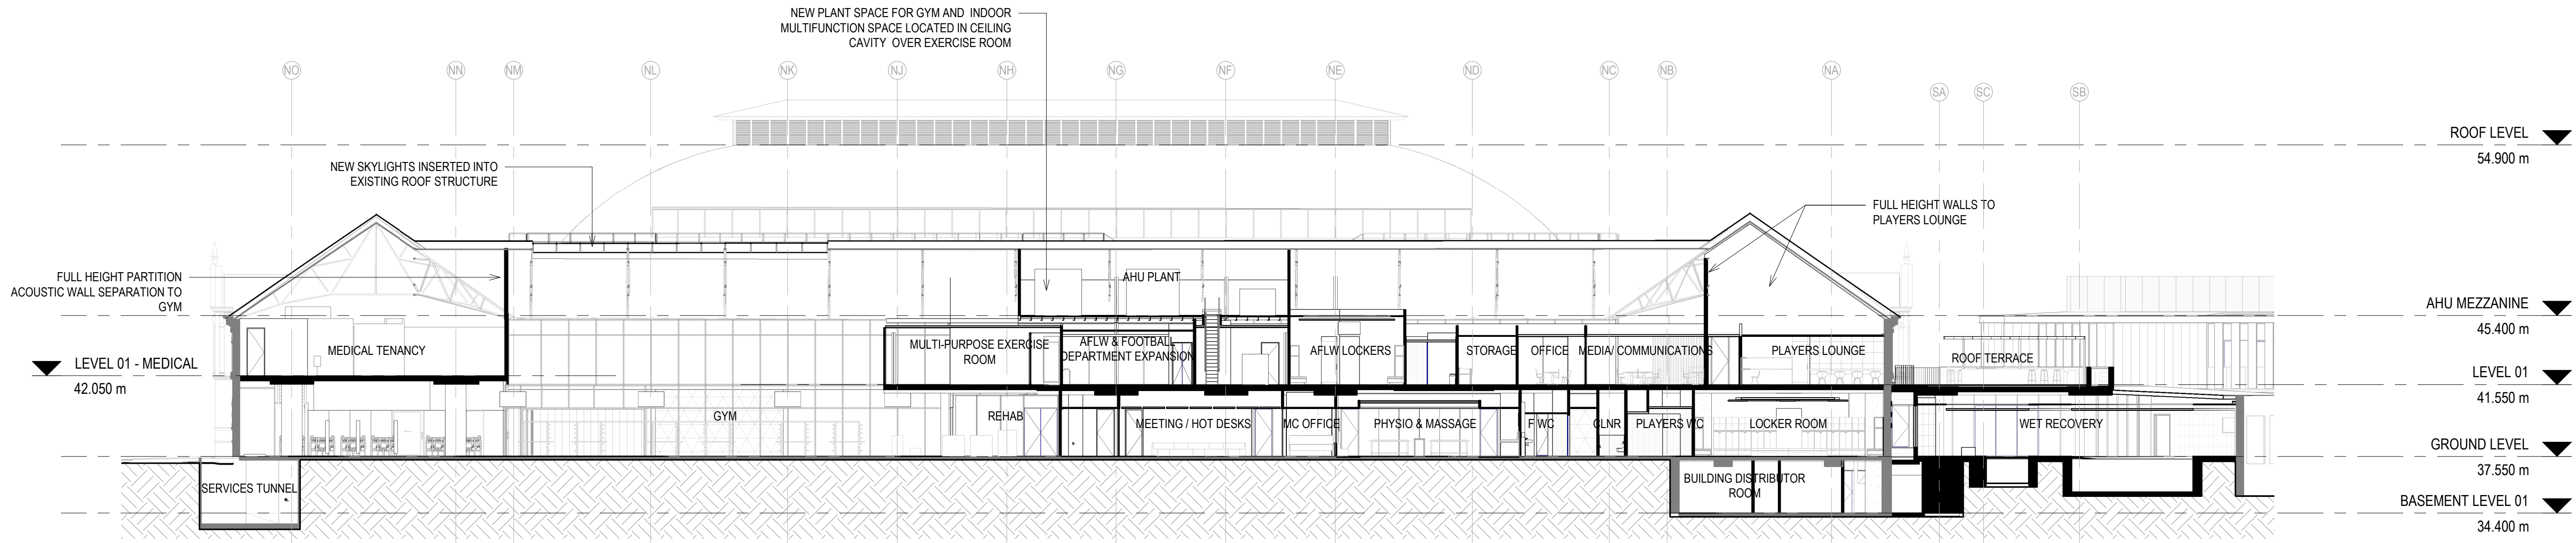 NEW PLANT SPACE FOR GYM AND INDOOR
MULTIFUNCTION SPACE LOCATED IN CEILING
CAVITY OVER EXERCISE ROOM
NO
NN
NM
NL
NK
NJ
NH
NG
NF
NE
ND
NC
NB
NA
SA
SC
SB
ROOF LEVEL
54.900 m
NEW SKYLIGHTS INSERTED INTO
EXISTING ROOF STRUCTURE
FULL HEIGHT WALLS TO
PLAYERS LOUNGE
FULL HEIGHT PARTITION
ACOUSTIC WALL SEPARATION TO
GYM
AHU PLANT
AHU MEZZANINE
45.400 m
MEDICAL TENANCY
MULTI-PURPOSE EXERCISE
ROOM
AFLW & FOOTBALL
DEPARTMENT EXPANSION
AFLW LOCKERS
STORAGE
OFFICE
MEDIA/ COMMUNICATIONS
PLAYERS LOUNGE
ROOF TERRACE
LEVEL 01 - MEDICAL
42.050 m
LEVEL 01
41.550 m
GYM
REHAB
MEETING / HOT DESKS
MC OFFICE
PHYSIO & MASSAGE
F WC
CLNR
PLAYERS WC
LOCKER ROOM
WET RECOVERY
GROUND LEVEL
37.550 m
SERVICES TUNNEL
BUILDING DISTRIBUTOR
ROOM
BASEMENT LEVEL 01
34.400 m